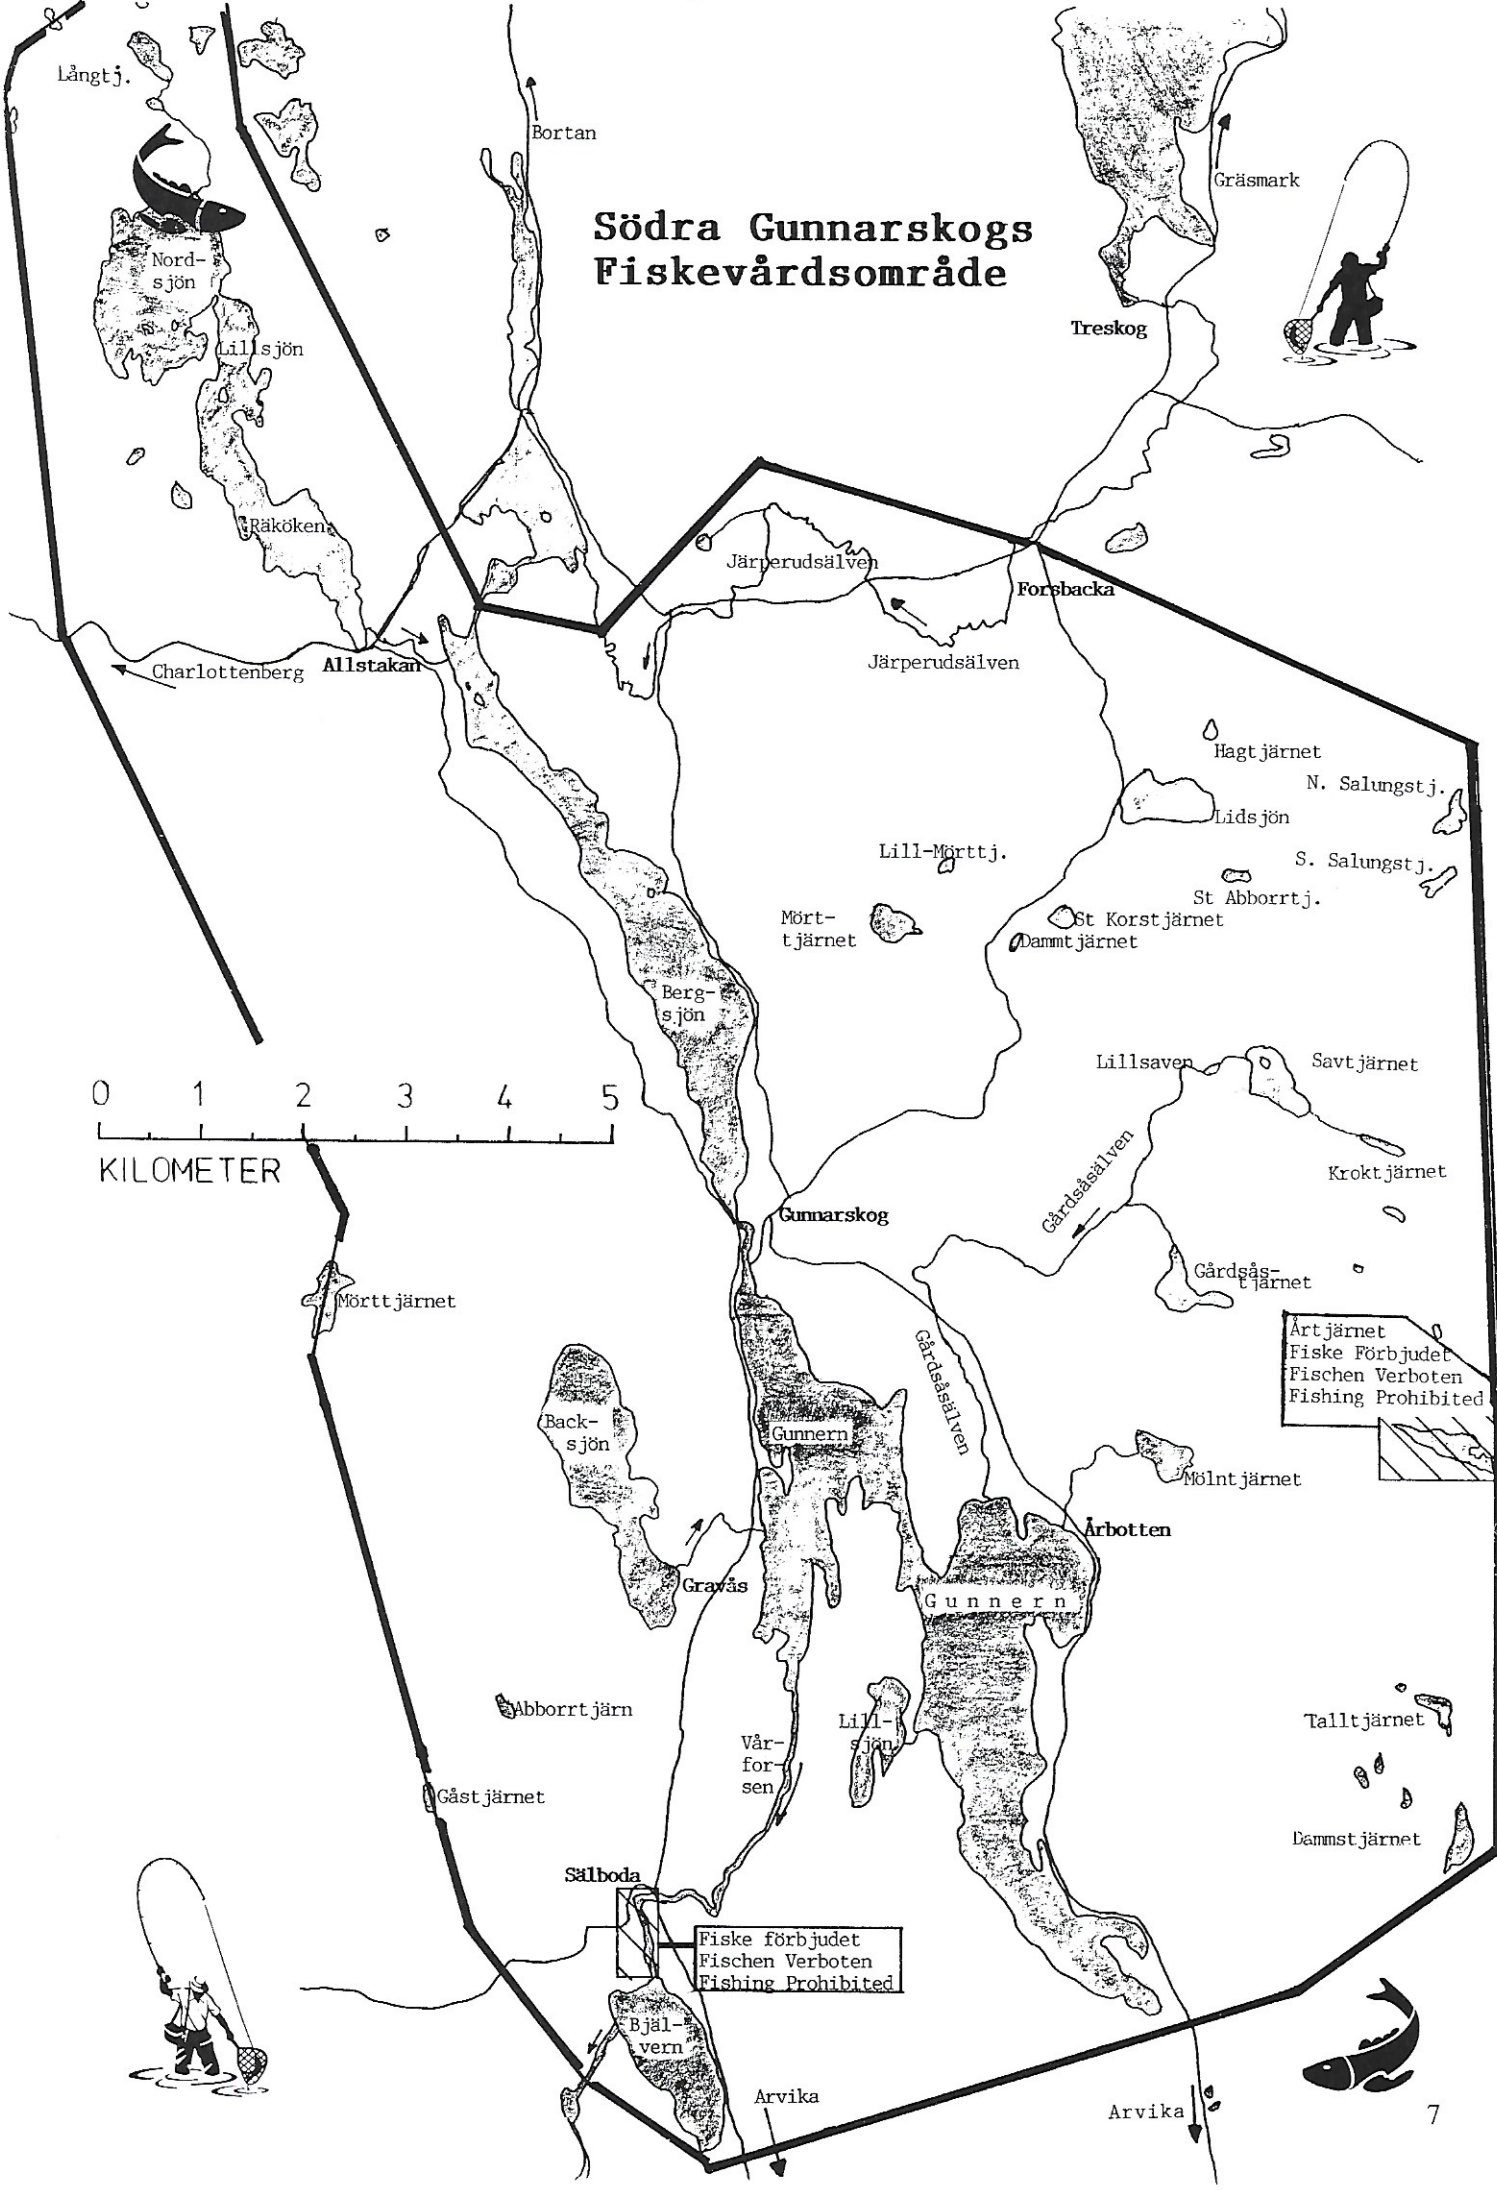 Långtj.
Bortan
Gräsmark
Södra Gunnarskogs
Fiskevårdsområde
Nord-
sjön
Treskog
Lillsjön
Räköken
Järperudsälven
Forsbacka
Järperudsälven
Charlottenberg
Allstakan
Hagtjärnet
N. Salungstj.
Lidsjön
Lill-Mörttj.
S. Salungstj.
St Abborrtj.
Mört-
tjärnet
St Korstjärnet
Dammtjärnet
Berg-
sjön
Lillsaven
Savtjärnet
0 1 2 3 4 5
KILOMETER
Kroktjärnet
Gårdsåsälven
Gunnarskog
Gårdsås-
tjärnet
Mörttjärnet
Årtjärnet
Fiske Förbjudet
Fischen Verboten
Fishing Prohibited
Gårdsåsälven
Back-
sjön
Gunnern
Mölntjärnet
Årbotten
Gravås
Gunnern
Abborrtjärn
Lill-
sjön
Talltjärnet
Vår-
for-
sen
Gåstjärnet
Dammstjärnet
Sälboda
Fiske förbjudet
Fischen Verboten
Fishing Prohibited
Bjäl-
vern
Arvika
Arvika
7